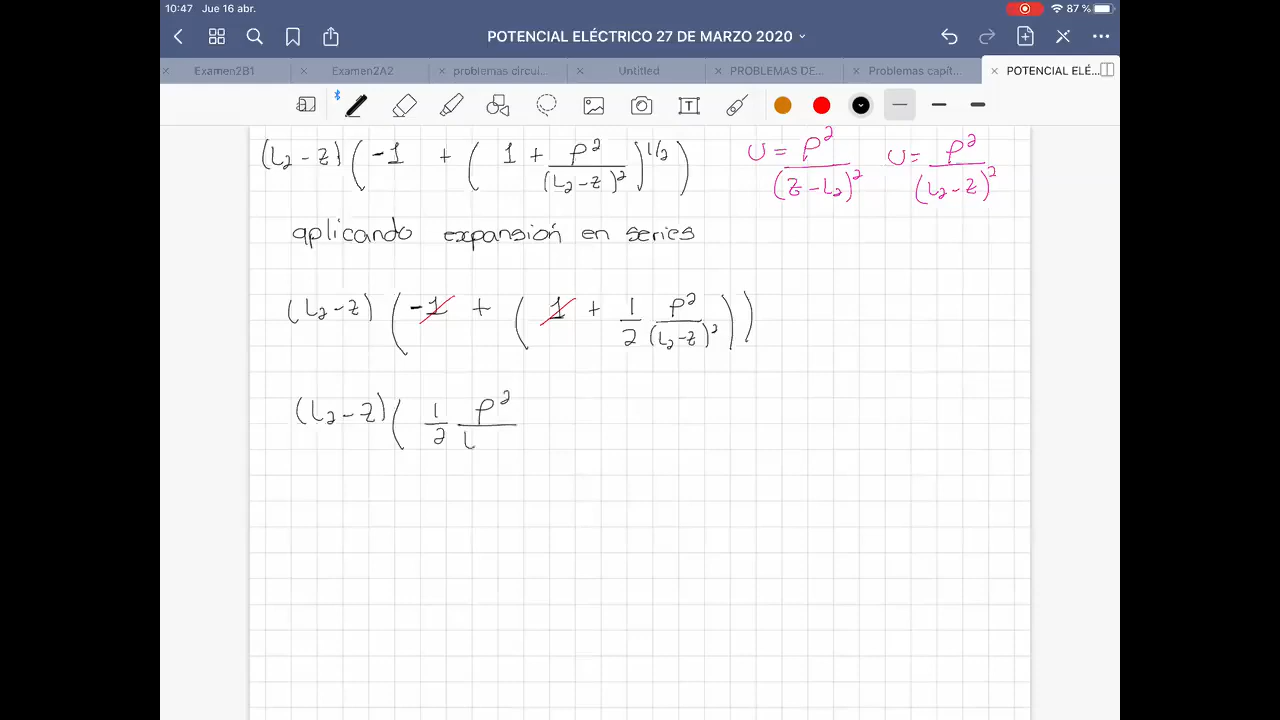 10:47 Jue 16 abr. 87 %
POTENCIAL ELÉCTRICO 27 DE MARZO 2020
Examen2B1 Examen2A2 problemas circui... Untitled PROBLEMAS DE... Problemas capít... POTENCIAL ELÉ...
(L₂-z) ( -1 + ( 1 + ρ²/(L₂-z)² )^1/2 ) U = ρ²/(z-L₂)² U = ρ²/(L₂-z)²
aplicando expansión en series
(L₂-z) ( -1 + ( 1 + 1/2 ρ²/(L₂-z)² ) )
(L₂-z) ( 1/2 ρ²/L